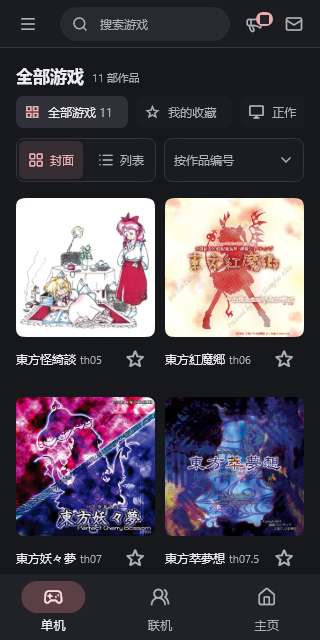 搜索游戏
全部游戏 11 部作品
全部游戏 11 我的收藏 正作
封面 列表 按作品编号
東方紅魔郷
東方怪綺談 th05 東方紅魔郷 th06
東方妖々夢
Perfect Cherry Blossom
東方萃夢想
東方妖々夢 th07 東方萃夢想 th07.5
单机 联机 主页